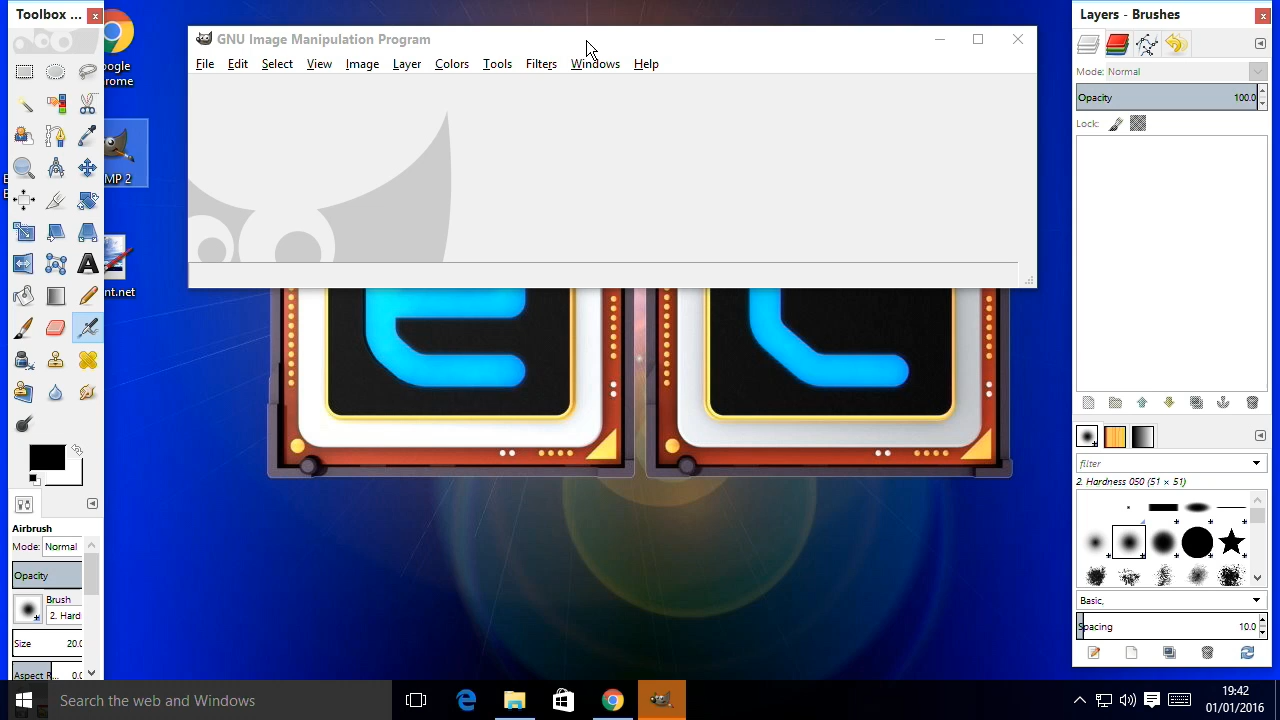 Toolbox ...
oogle
rome
MP 2
nt.net
GNU Image Manipulation Program
File Edit Select View Image Layer Colors Tools Filters Windows Help
Layers - Brushes
Mode: Normal
Opacity 100.0
Lock:
filter
2. Hardness 050 (51 × 51)
Basic,
Spacing 10.0
Airbrush
Mode: Normal
Opacity
Brush
2. Hard
Size 20.0
Aspect R... 0.0
Search the web and Windows
19:42
01/01/2016